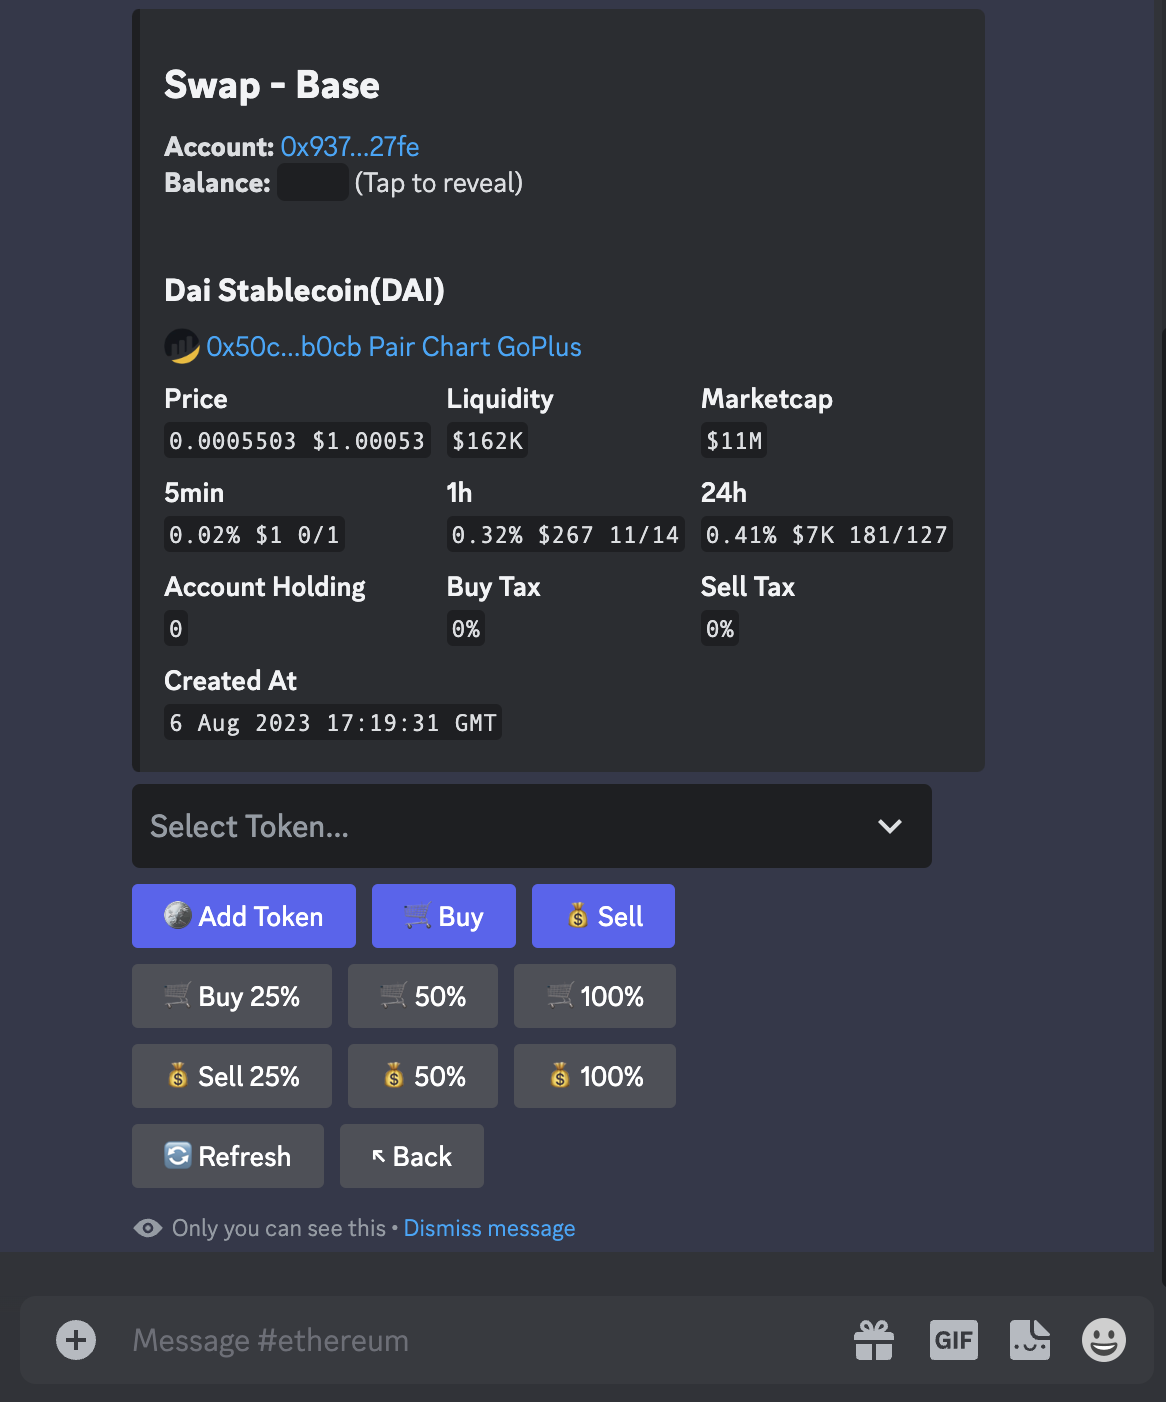 Swap - Base
Account: 0x937...27fe
Balance: (Tap to reveal)
Dai Stablecoin(DAI)
0x50c...b0cb Pair Chart GoPlus
Price Liquidity Marketcap
0.0005503 $1.00053 $162K $11M
5min 1h 24h
0.02% $1 0/1 0.32% $267 11/14 0.41% $7K 181/127
Account Holding Buy Tax Sell Tax
0 0% 0%
Created At
6 Aug 2023 17:19:31 GMT
Select Token...
Add Token Buy Sell
Buy 25% 50% 100%
Sell 25% 50% 100%
Refresh Back
Only you can see this • Dismiss message
Message #ethereum GIF